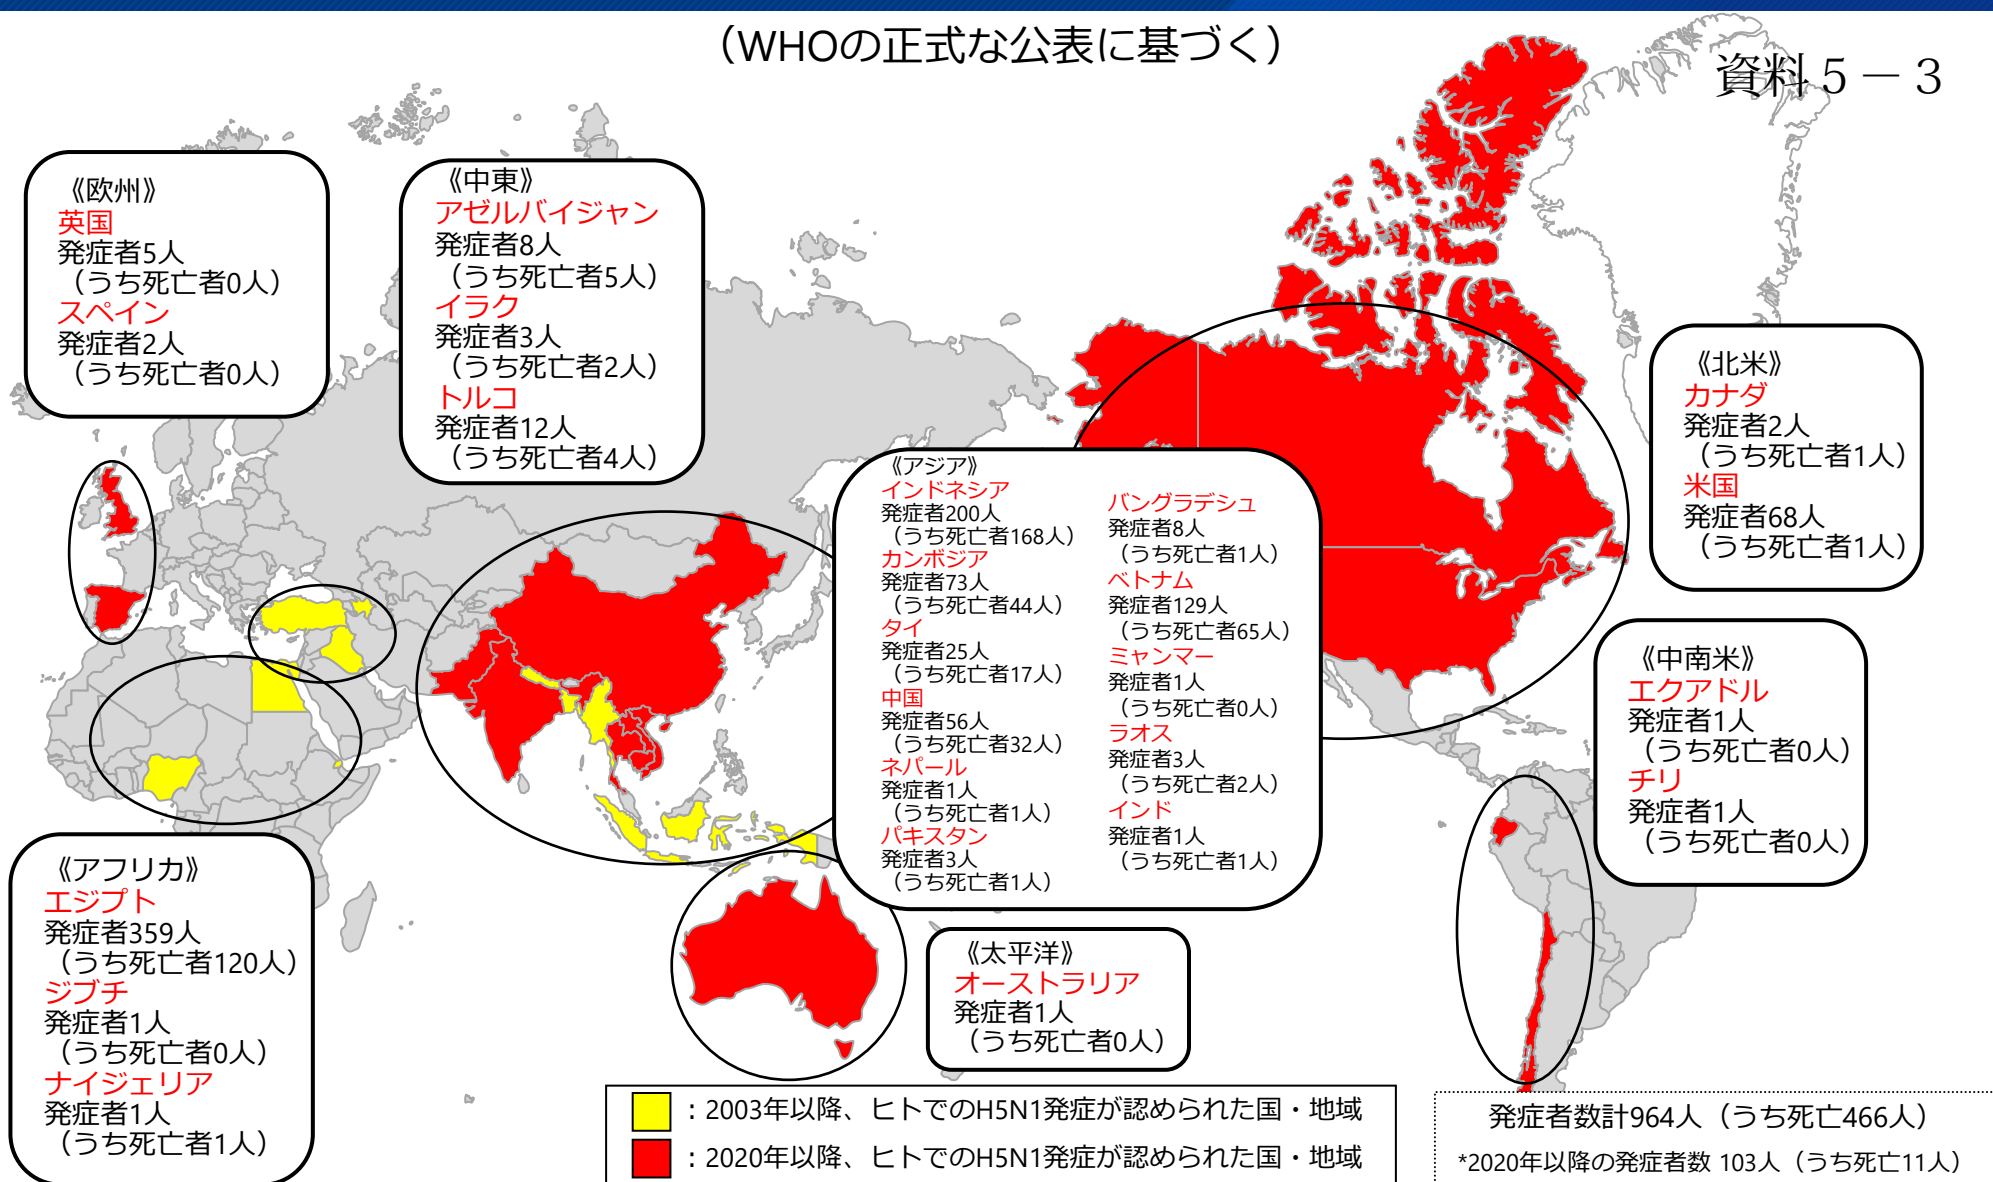 （WHOの正式な公表に基づく）
資料５－３
《欧州》
英国
発症者5人
（うち死亡者0人）
スペイン
発症者2人
（うち死亡者0人）
《中東》
アゼルバイジャン
発症者8人
（うち死亡者5人）
イラク
発症者3人
（うち死亡者2人）
トルコ
発症者12人
（うち死亡者4人）
《北米》
カナダ
発症者2人
（うち死亡者1人）
米国
発症者68人
（うち死亡者1人）
《アジア》
インドネシア
発症者200人
（うち死亡者168人）
カンボジア
発症者73人
（うち死亡者44人）
タイ
発症者25人
（うち死亡者17人）
中国
発症者56人
（うち死亡者32人）
ネパール
発症者1人
（うち死亡者1人）
パキスタン
発症者3人
（うち死亡者1人）
バングラデシュ
発症者8人
（うち死亡者1人）
ベトナム
発症者129人
（うち死亡者65人）
ミャンマー
発症者1人
（うち死亡者0人）
ラオス
発症者3人
（うち死亡者2人）
インド
発症者1人
（うち死亡者1人）
《中南米》
エクアドル
発症者1人
（うち死亡者0人）
チリ
発症者1人
（うち死亡者0人）
《アフリカ》
エジプト
発症者359人
（うち死亡者120人）
ジブチ
発症者1人
（うち死亡者0人）
ナイジェリア
発症者1人
（うち死亡者1人）
《太平洋》
オーストラリア
発症者1人
（うち死亡者0人）
：2003年以降、ヒトでのH5N1発症が認められた国・地域
：2020年以降、ヒトでのH5N1発症が認められた国・地域
発症者数計964人（うち死亡466人）
*2020年以降の発症者数 103人（うち死亡11人）